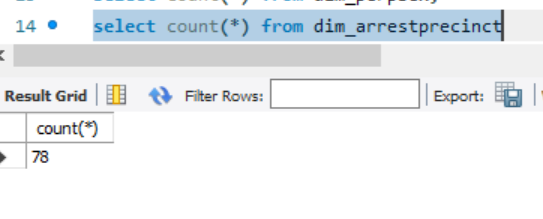 14 select count(*) from dim_arrestprecinct
Result Grid Filter Rows: Export:
count(*)
78